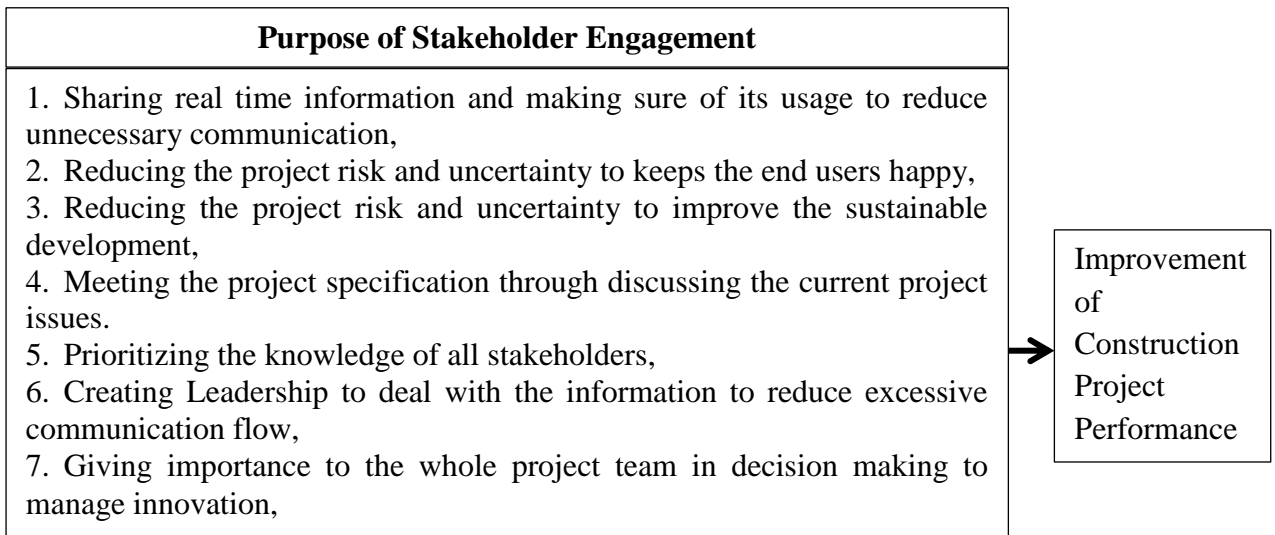 Purpose of Stakeholder Engagement
1. Sharing real time information and making sure of its usage to reduce
unnecessary communication,
2. Reducing the project risk and uncertainty to keeps the end users happy,
3. Reducing the project risk and uncertainty to improve the sustainable
development,
4. Meeting the project specification through discussing the current project
issues.
5. Prioritizing the knowledge of all stakeholders,
6. Creating Leadership to deal with the information to reduce excessive
communication flow,
7. Giving importance to the whole project team in decision making to
manage innovation,
Improvement
of
Construction
Project
Performance